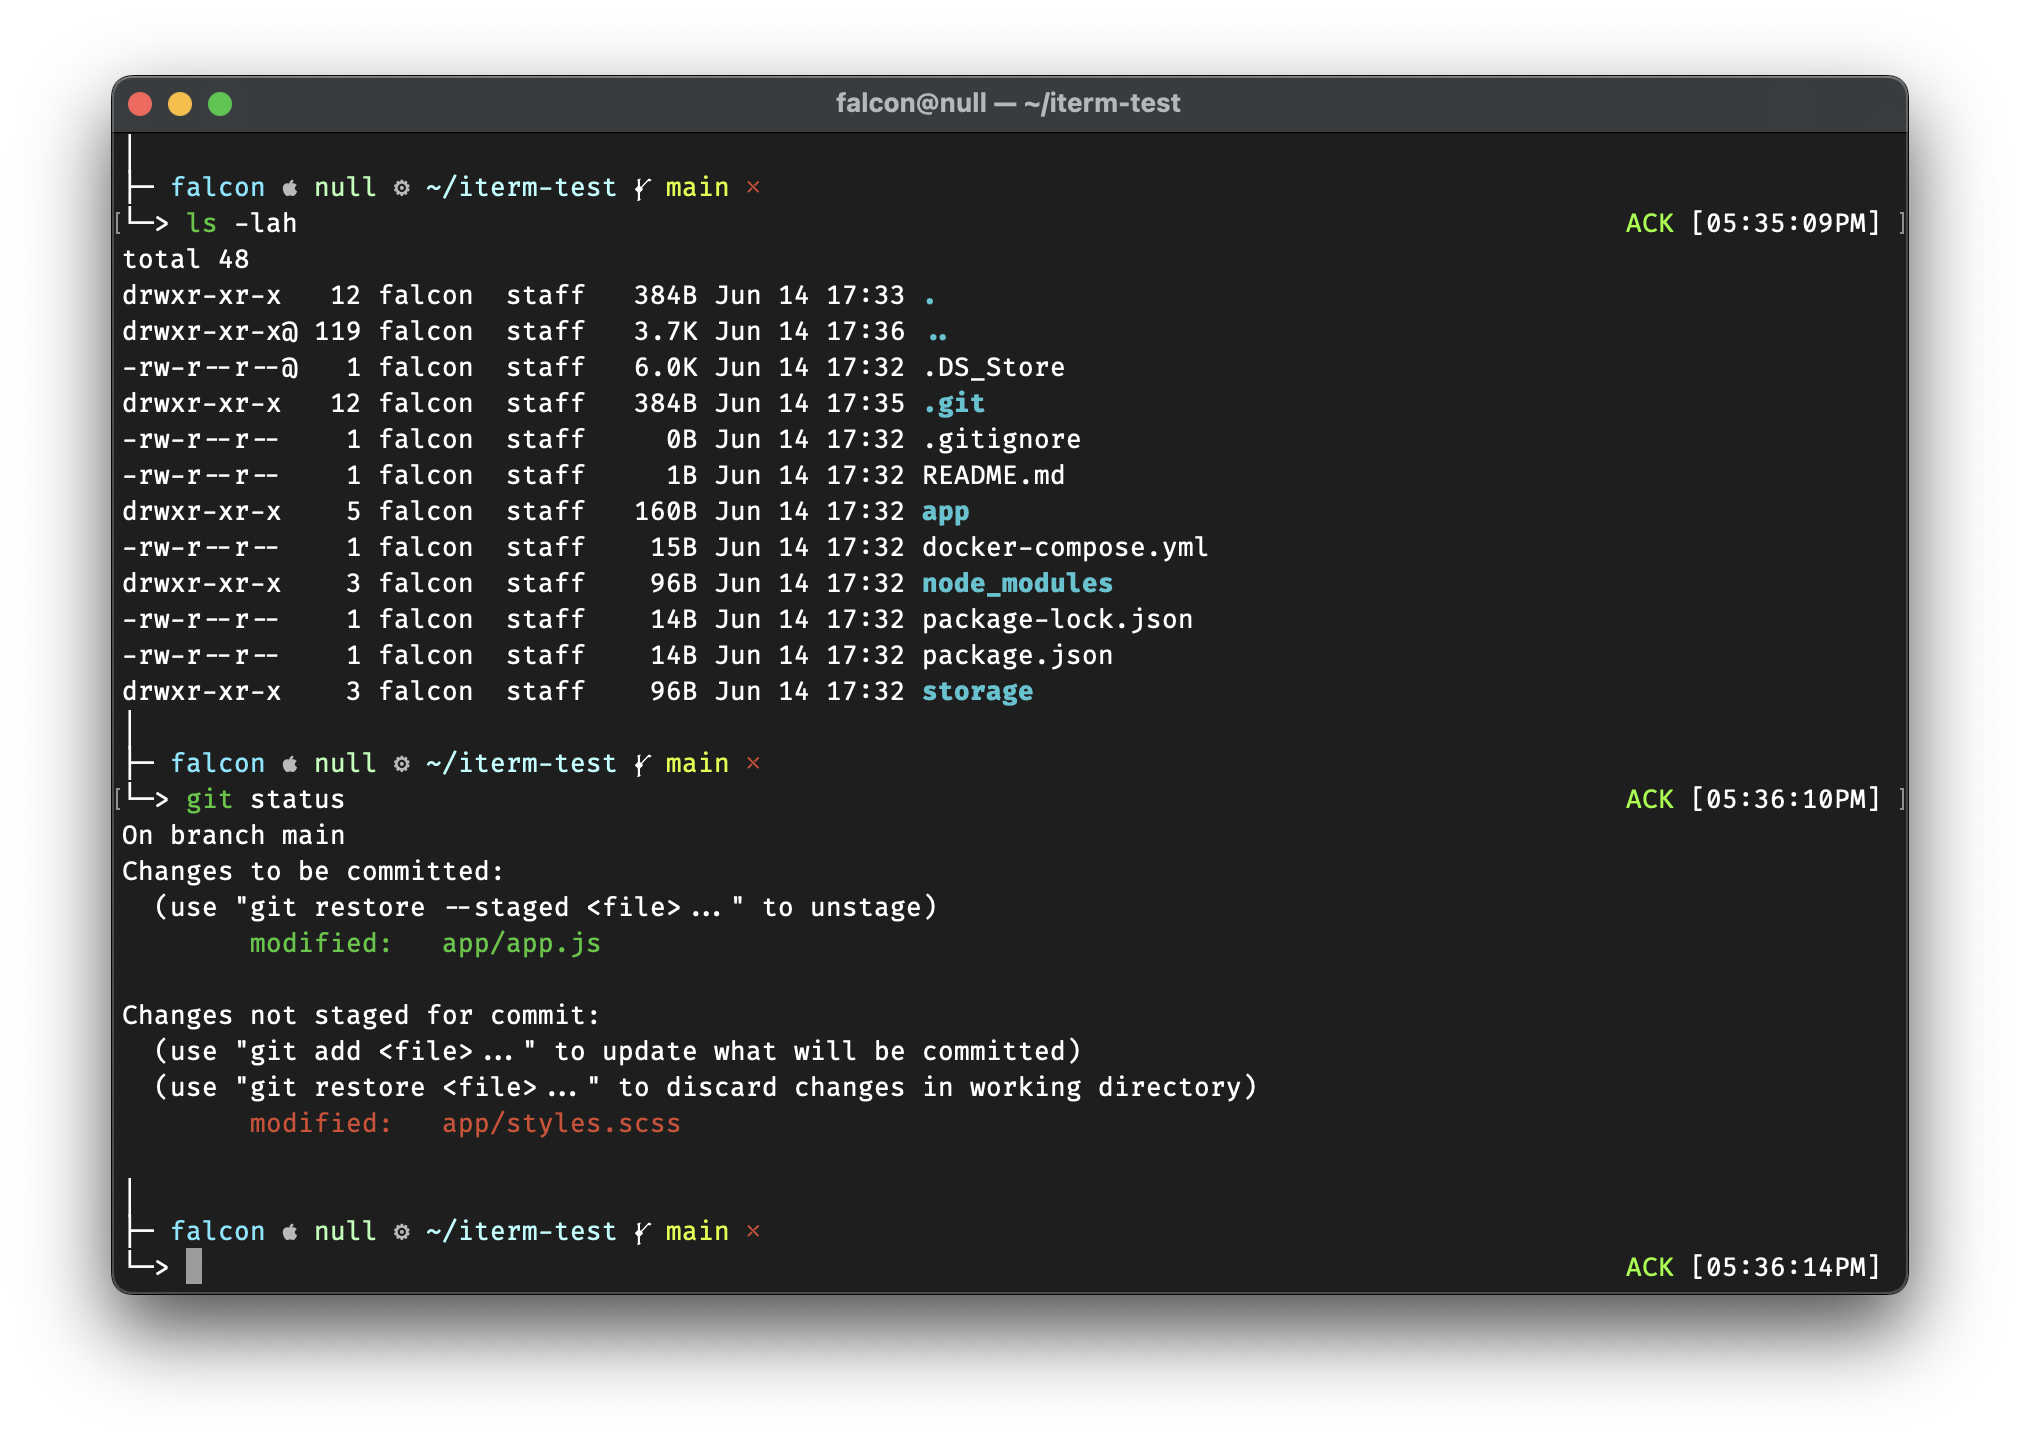 falcon@null — ~/iterm-test
├─ falcon  null ⚙ ~/iterm-test  main ×
└─> ls -lah ACK [05:35:09PM]
total 48
drwxr-xr-x   12 falcon  staff   384B Jun 14 17:33 .
drwxr-xr-x@ 119 falcon  staff   3.7K Jun 14 17:36 ..
-rw-r--r--@   1 falcon  staff   6.0K Jun 14 17:32 .DS_Store
drwxr-xr-x   12 falcon  staff   384B Jun 14 17:35 .git
-rw-r--r--    1 falcon  staff     0B Jun 14 17:32 .gitignore
-rw-r--r--    1 falcon  staff     1B Jun 14 17:32 README.md
drwxr-xr-x    5 falcon  staff   160B Jun 14 17:32 app
-rw-r--r--    1 falcon  staff    15B Jun 14 17:32 docker-compose.yml
drwxr-xr-x    3 falcon  staff    96B Jun 14 17:32 node_modules
-rw-r--r--    1 falcon  staff    14B Jun 14 17:32 package-lock.json
-rw-r--r--    1 falcon  staff    14B Jun 14 17:32 package.json
drwxr-xr-x    3 falcon  staff    96B Jun 14 17:32 storage
├─ falcon  null ⚙ ~/iterm-test  main ×
└─> git status ACK [05:36:10PM]
On branch main
Changes to be committed:
  (use "git restore --staged <file>..." to unstage)
        modified:   app/app.js
Changes not staged for commit:
  (use "git add <file>..." to update what will be committed)
  (use "git restore <file>..." to discard changes in working directory)
        modified:   app/styles.scss
├─ falcon  null ⚙ ~/iterm-test  main ×
└─> ACK [05:36:14PM]